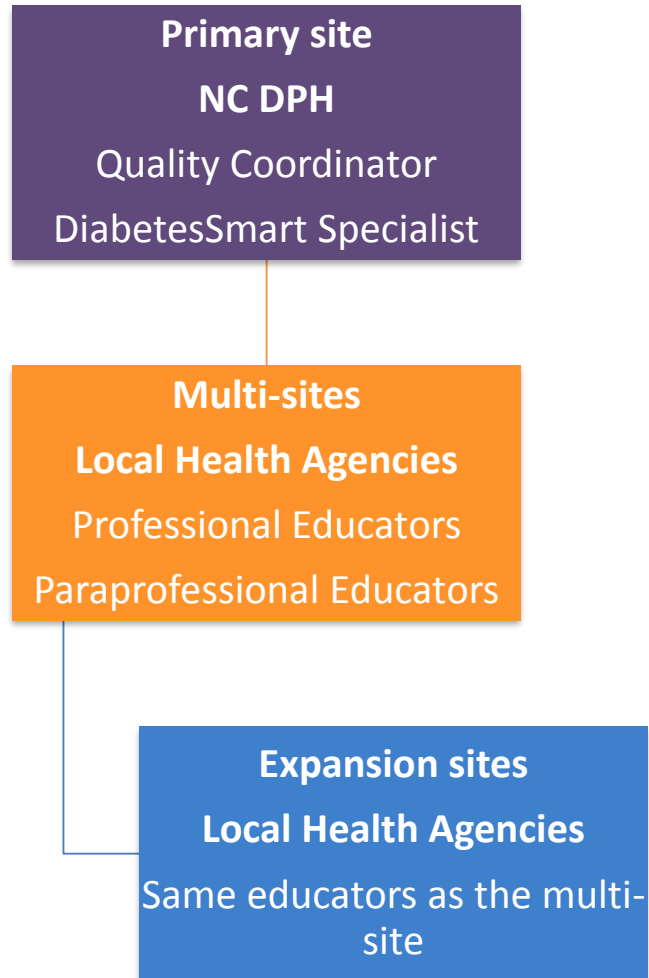 Primary site
NC DPH
Quality Coordinator
DiabetesSmart Specialist
Multi-sites
Local Health Agencies
Professional Educators
Paraprofessional Educators
Expansion sites
Local Health Agencies
Same educators as the multi-
site